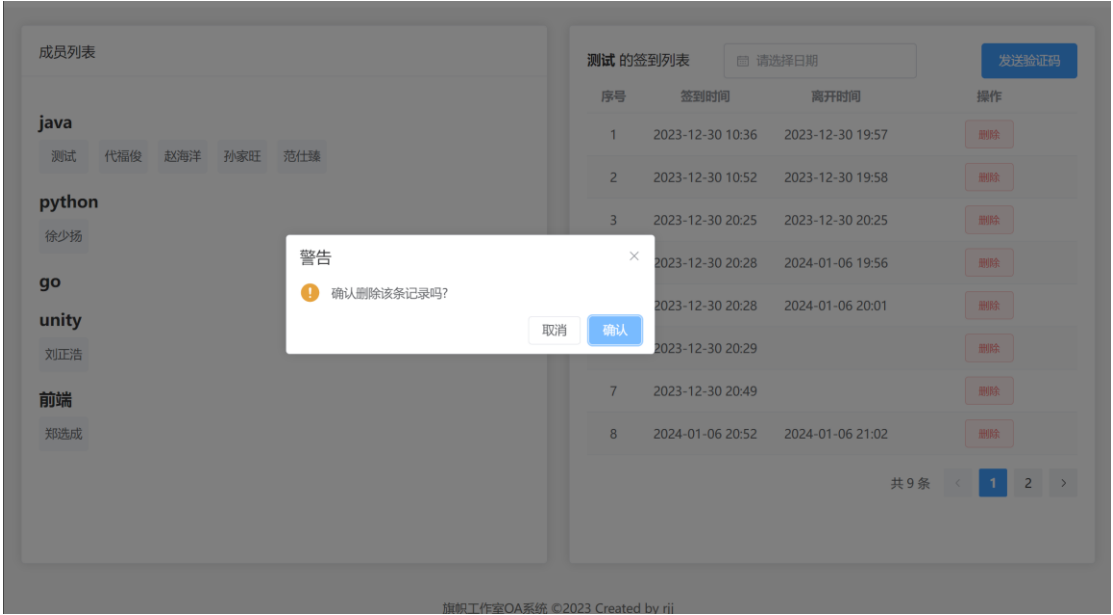 成员列表
java
测试 代福俊 赵海洋 孙家旺 范仕臻
python
徐少扬
go
unity
刘正浩
前端
郑选成
测试 的签到列表 请选择日期 发送验证码
序号 签到时间 离开时间 操作
1 2023-12-30 10:36 2023-12-30 19:57 删除
2 2023-12-30 10:52 2023-12-30 19:58 删除
3 2023-12-30 20:25 2023-12-30 20:25 删除
2023-12-30 20:28 2024-01-06 19:56 删除
2023-12-30 20:28 2024-01-06 20:01 删除
2023-12-30 20:29 删除
7 2023-12-30 20:49 删除
8 2024-01-06 20:52 2024-01-06 21:02 删除
共 9 条 1 2
警告
确认删除该条记录吗?
取消 确认
旗帜工作室OA系统 ©2023 Created by rjj